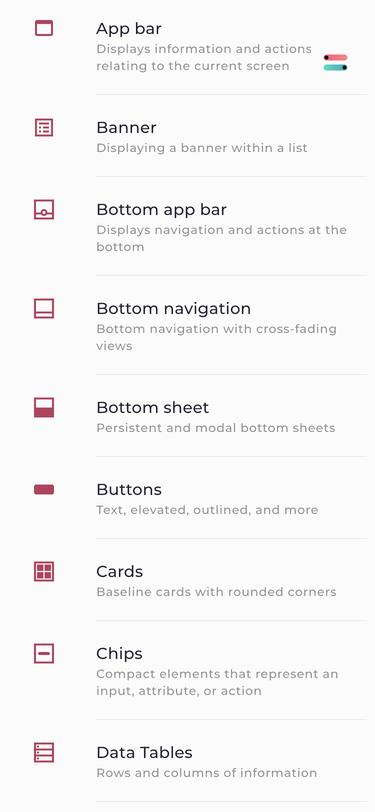 App bar
Displays information and actions
relating to the current screen
Banner
Displaying a banner within a list
Bottom app bar
Displays navigation and actions at the
bottom
Bottom navigation
Bottom navigation with cross-fading
views
Bottom sheet
Persistent and modal bottom sheets
Buttons
Text, elevated, outlined, and more
Cards
Baseline cards with rounded corners
Chips
Compact elements that represent an
input, attribute, or action
Data Tables
Rows and columns of information